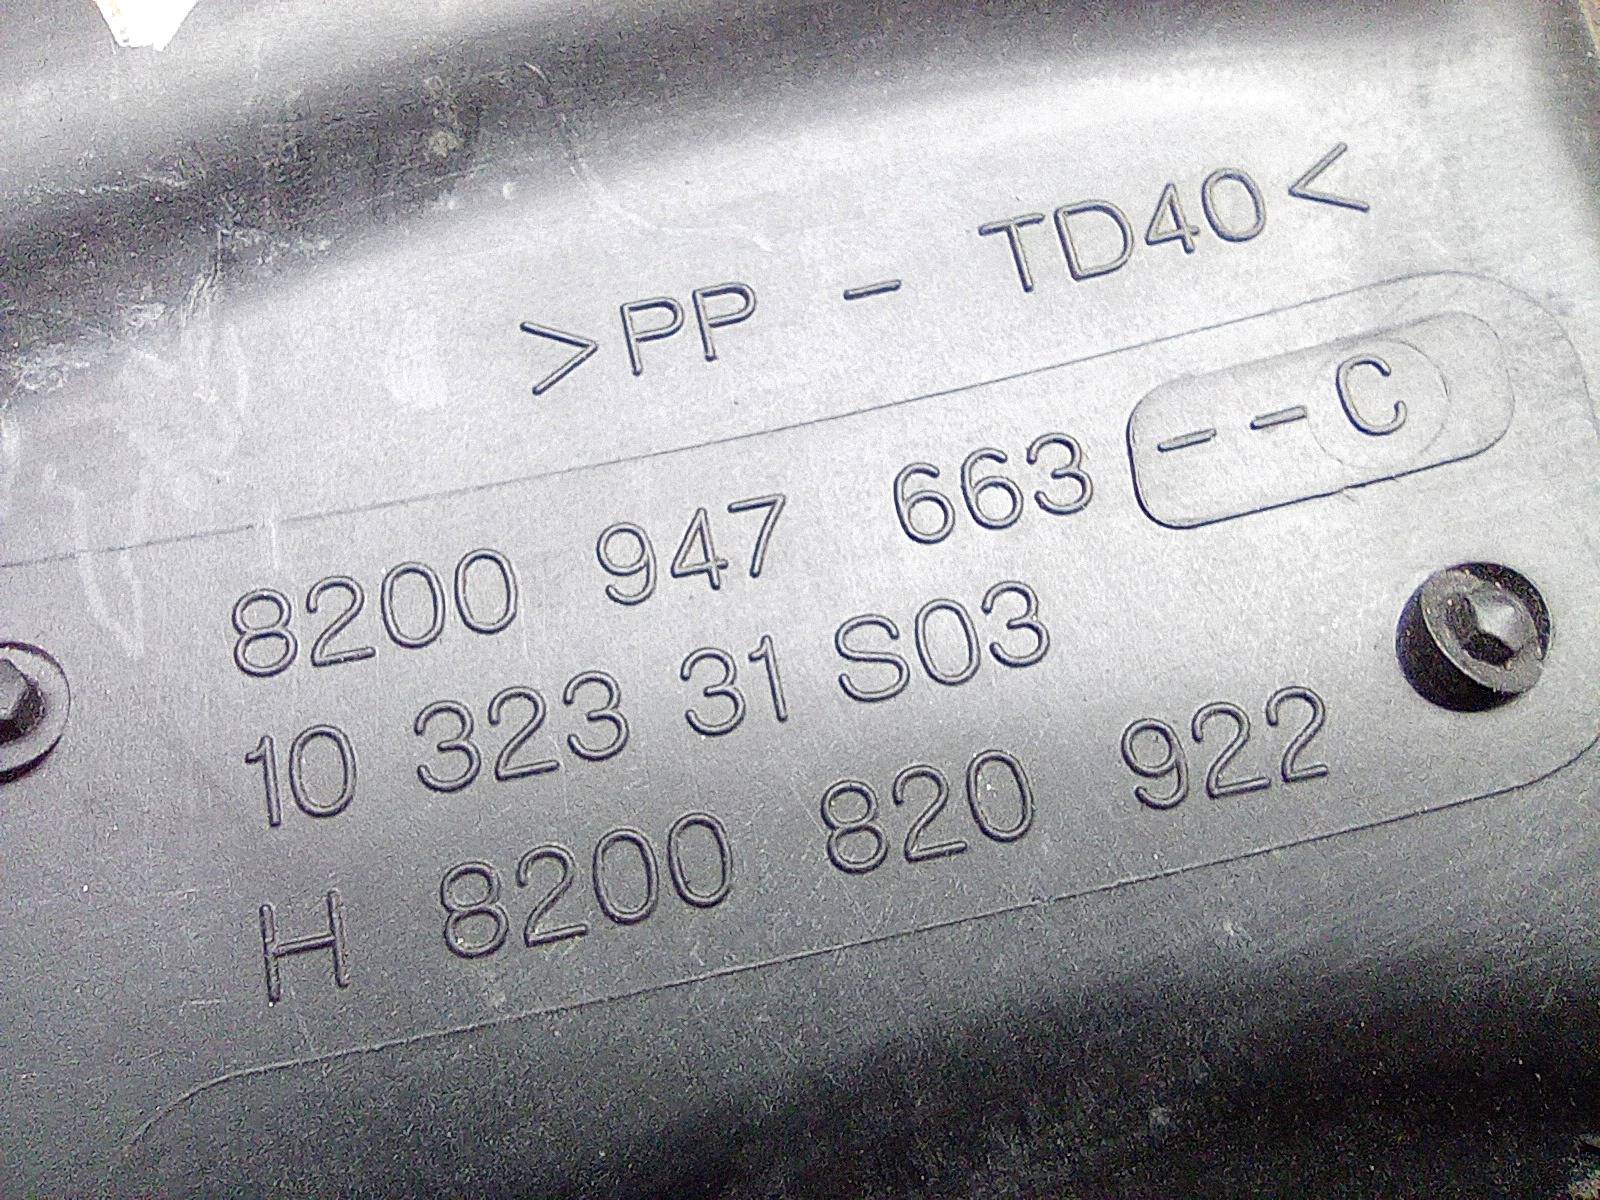 >PP - TD40<
8200 947 663 --C
10 323 31 S03
H 8200 820 922